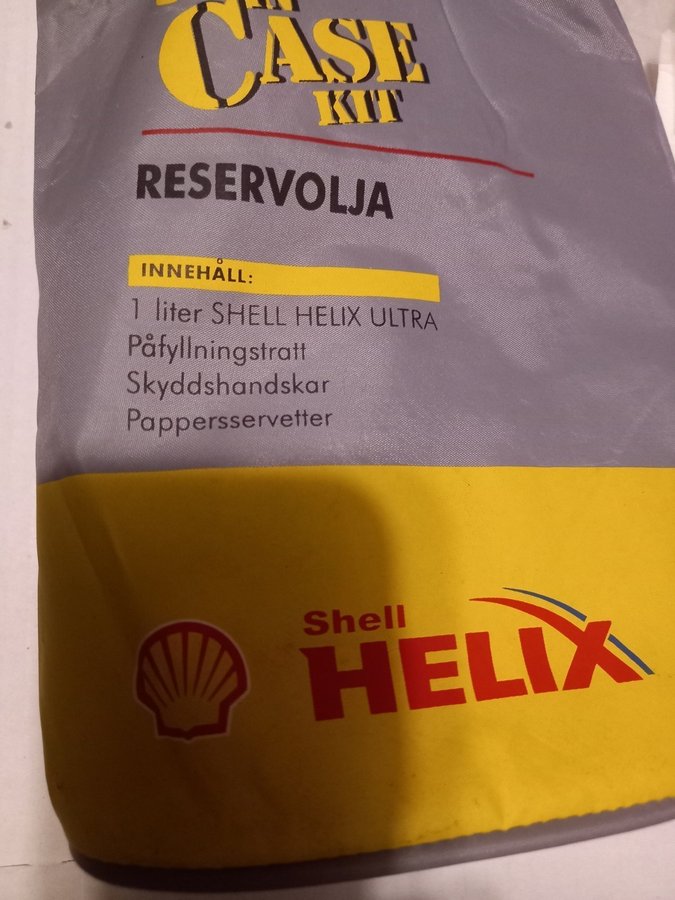 CASE
KIT
RESERVOLJA
INNEHÅLL:
1 liter SHELL HELIX ULTRA
Påfyllningstratt
Skyddshandskar
Pappersservetter
Shell
HELIX